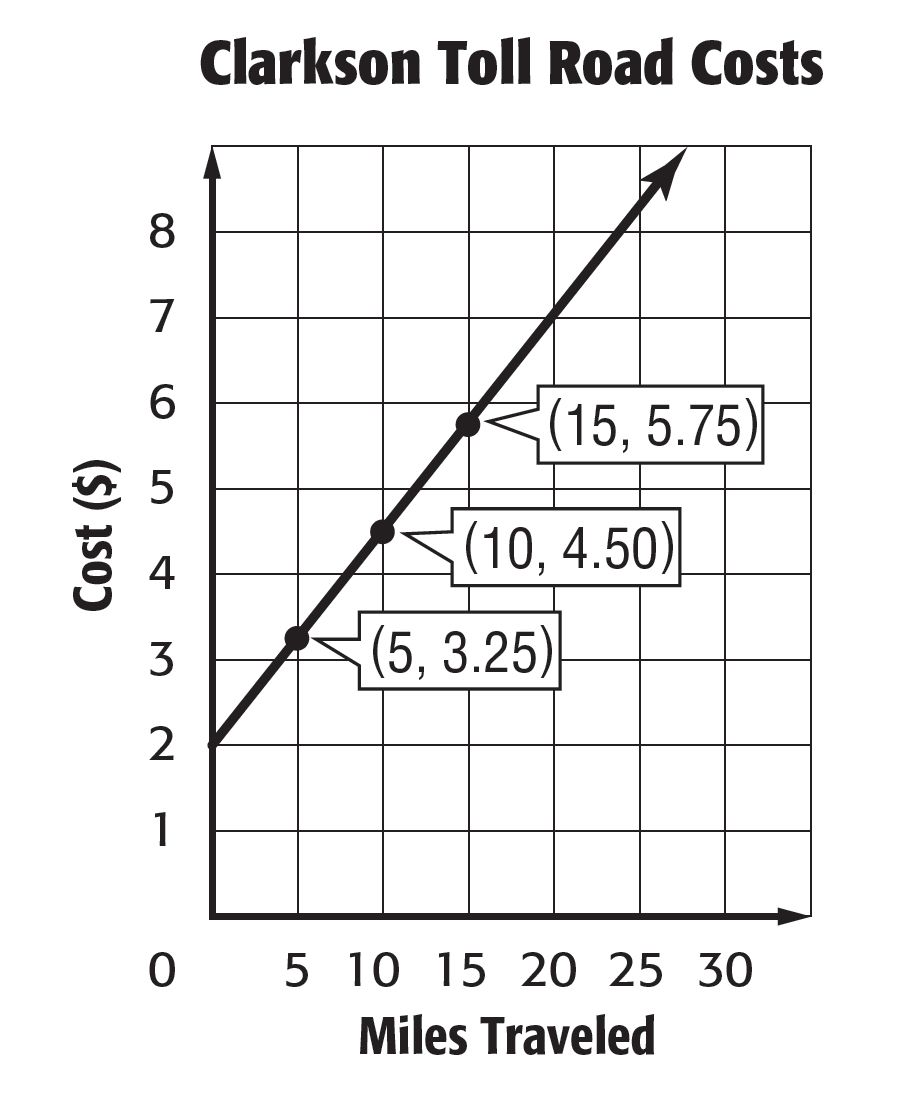 Clarkson Toll Road Costs
8
7
6
(15, 5.75)
5
(10, 4.50)
4
3
(5, 3.25)
2
1
Cost ($)
0 5 10 15 20 25 30
Miles Traveled